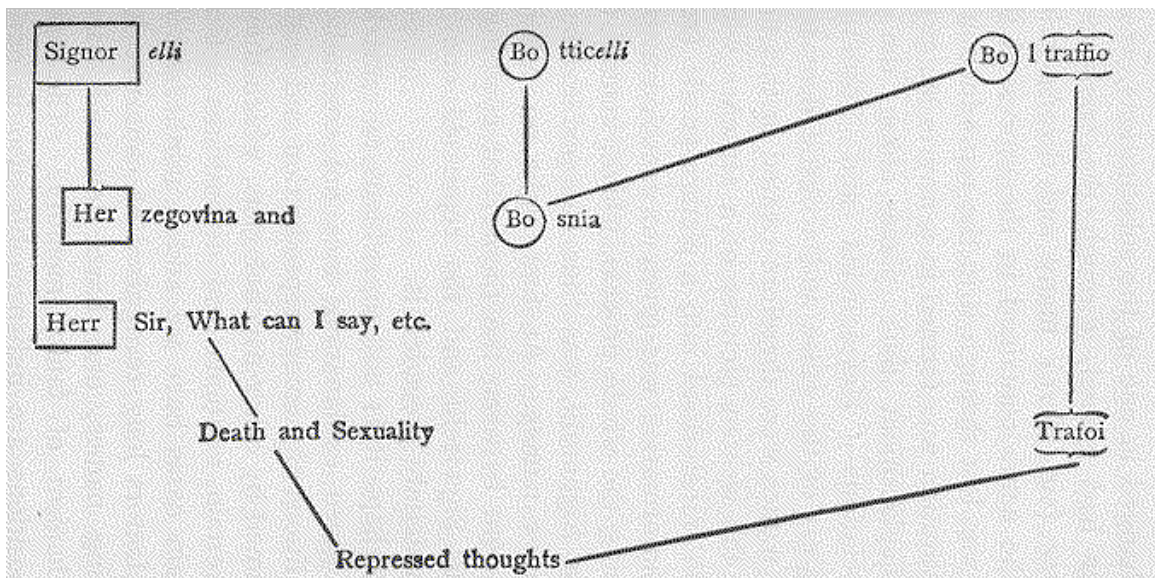 Signor elli Bo tticelli Bo l traffio
Her zegovina and Bo snia
Herr Sir, What can I say, etc.
Death and Sexuality Trafoi
Repressed thoughts